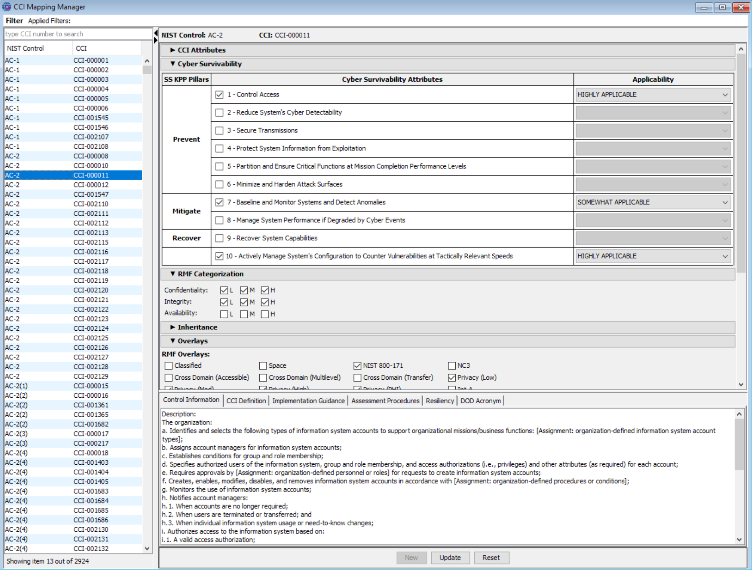 CCI Mapping Manager
Filter Applied Filters:
type CCI number to search
NIST Control CCI
AC-1 CCI-000001
AC-1 CCI-000002
AC-1 CCI-000003
AC-1 CCI-000004
AC-1 CCI-000005
AC-1 CCI-000006
AC-1 CCI-001545
AC-1 CCI-001546
AC-1 CCI-002107
AC-1 CCI-002108
AC-2 CCI-000008
AC-2 CCI-000010
AC-2 CCI-000011
AC-2 CCI-000012
AC-2 CCI-001547
AC-2 CCI-002110
AC-2 CCI-002111
AC-2 CCI-002112
AC-2 CCI-002113
AC-2 CCI-002114
AC-2 CCI-002115
AC-2 CCI-002116
AC-2 CCI-002117
AC-2 CCI-002118
AC-2 CCI-002119
AC-2 CCI-002120
AC-2 CCI-002121
AC-2 CCI-002122
AC-2 CCI-002123
AC-2 CCI-002124
AC-2 CCI-002125
AC-2 CCI-002126
AC-2 CCI-002127
AC-2 CCI-002128
AC-2 CCI-002129
AC-2(1) CCI-000015
AC-2(2) CCI-000016
AC-2(2) CCI-001361
AC-2(2) CCI-001365
AC-2(2) CCI-001682
AC-2(3) CCI-000017
AC-2(3) CCI-000217
AC-2(4) CCI-000018
AC-2(4) CCI-001403
AC-2(4) CCI-001404
AC-2(4) CCI-001405
AC-2(4) CCI-001683
AC-2(4) CCI-001684
AC-2(4) CCI-001685
AC-2(4) CCI-001686
AC-2(4) CCI-002130
AC-2(4) CCI-002131
AC-2(4) CCI-002132
Showing item 13 out of 2924
NIST Control: AC-2 CCI: CCI-000011
CCI Attributes
Cyber Survivability
SS KPP Pillars Cyber Survivability Attributes Applicability
Prevent
1 - Control Access HIGHLY APPLICABLE
2 - Reduce System's Cyber Detectability
3 - Secure Transmissions
4 - Protect System Information from Exploitation
5 - Partition and Ensure Critical Functions at Mission Completion Performance Levels
6 - Minimize and Harden Attack Surfaces
Mitigate
7 - Baseline and Monitor Systems and Detect Anomalies SOMEWHAT APPLICABLE
8 - Manage System Performance if Degraded by Cyber Events
Recover 9 - Recover System Capabilities
10 - Actively Manage System's Configuration to Counter Vulnerabilities at Tactically Relevant Speeds HIGHLY APPLICABLE
RMF Categorization
Confidentiality: L M H
Integrity: L M H
Availability: L M H
Inheritance
Overlays
RMF Overlays:
Classified Space NIST 800-171 NC3
Cross Domain (Accessible) Cross Domain (Multilevel) Cross Domain (Transfer) Privacy (Low)
Control Information CCI Definition Implementation Guidance Assessment Procedures Resiliency DOD Acronym
Description:
The organization:
a. Identifies and selects the following types of information system accounts to support organizational missions/business functions: [Assignment: organization-defined information system account
types];
b. Assigns account managers for information system accounts;
c. Establishes conditions for group and role membership;
d. Specifies authorized users of the information system, group and role membership, and access authorizations (i.e., privileges) and other attributes (as required) for each account;
e. Requires approvals by [Assignment: organization-defined personnel or roles] for requests to create information system accounts;
f. Creates, enables, modifies, disables, and removes information system accounts in accordance with [Assignment: organization-defined procedures or conditions];
g. Monitors the use of information system accounts;
h. Notifies account managers:
h.1. When accounts are no longer required;
h.2. When users are terminated or transferred; and
h.3. When individual information system usage or need-to-know changes;
i. Authorizes access to the information system based on:
i.1. A valid access authorization;
New Update Reset